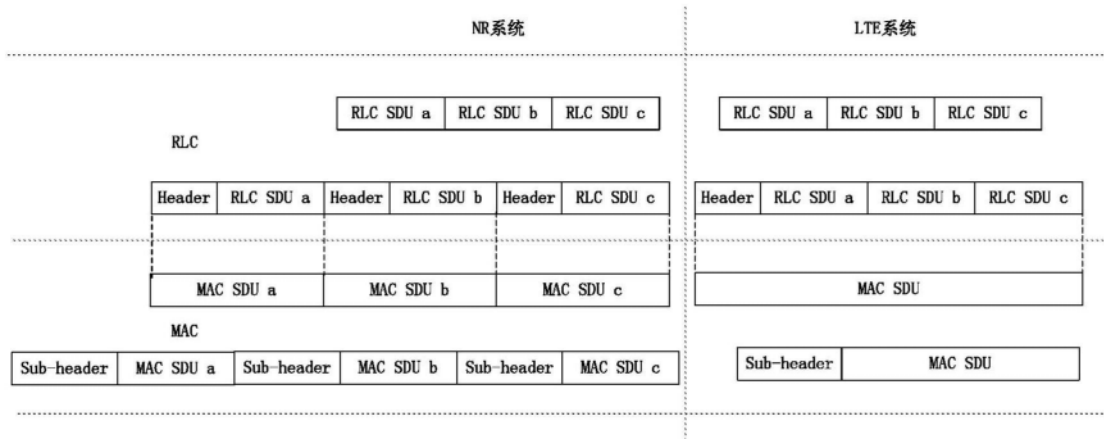 NR系统 LTE系统
RLC SDU a RLC SDU b RLC SDU c RLC SDU a RLC SDU b RLC SDU c
RLC
Header RLC SDU a Header RLC SDU b Header RLC SDU c Header RLC SDU a RLC SDU b RLC SDU c
MAC SDU a MAC SDU b MAC SDU c MAC SDU
MAC
Sub-header MAC SDU a Sub-header MAC SDU b Sub-header MAC SDU c Sub-header MAC SDU